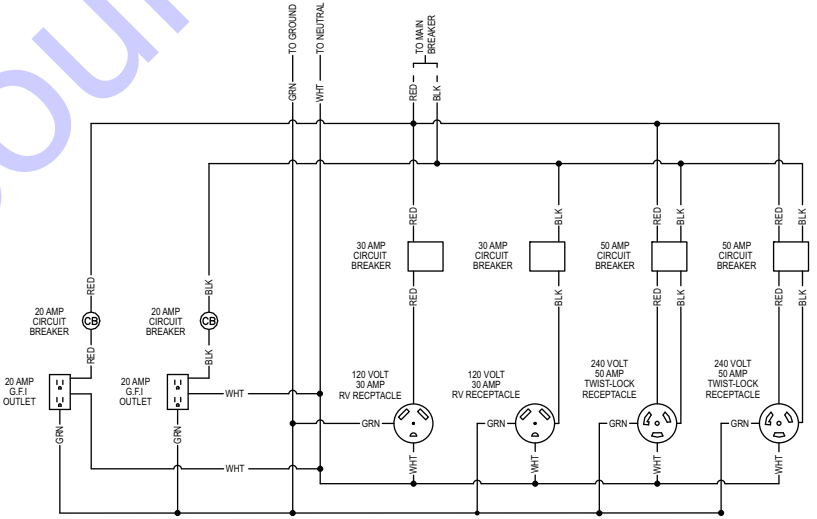 TO GROUND
TO NEUTRAL
TO MAIN
BREAKER
GRN
WHT
RED
BLK
RED
BLK
RED
BLK
RED
BLK
30 AMP
CIRCUIT
BREAKER
30 AMP
CIRCUIT
BREAKER
50 AMP
CIRCUIT
BREAKER
50 AMP
CIRCUIT
BREAKER
RED
BLK
RED
BLK
RED
BLK
RED
BLK
20 AMP
CIRCUIT
BREAKER
CB
20 AMP
CIRCUIT
BREAKER
CB
RED
BLK
20 AMP
G.F.I
OUTLET
20 AMP
G.F.I
OUTLET
WHT
120 VOLT
30 AMP
RV RECPTACLE
120 VOLT
30 AMP
RV RECEPTACLE
240 VOLT
50 AMP
TWIST-LOCK
RECEPTACLE
240 VOLT
50 AMP
TWIST-LOCK
RECEPTACLE
GRN
GRN
GRN
GRN
GRN
GRN
WHT
WHT
WHT
WHT
WHT